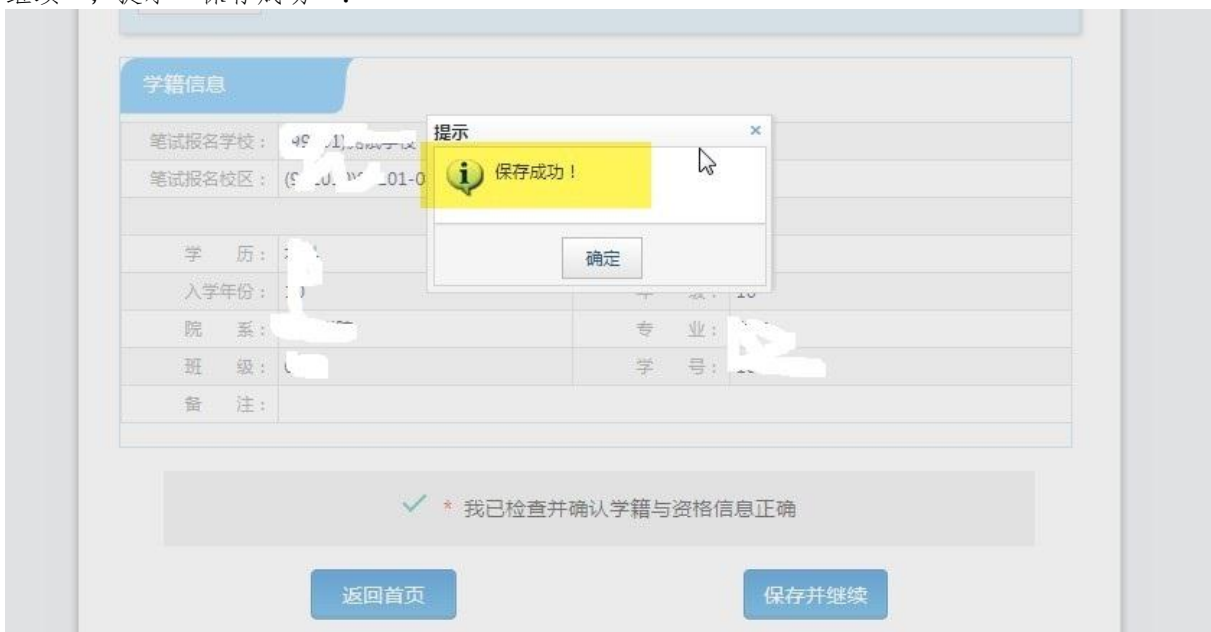 学籍信息
提示
笔试报名学校：
保存成功！
笔试报名校区：
确定
学 历：
入学年份：
院 系：
专 业：
班 级：
学 号：
备 注：
* 我已检查并确认学籍与资格信息正确
返回首页
保存并继续